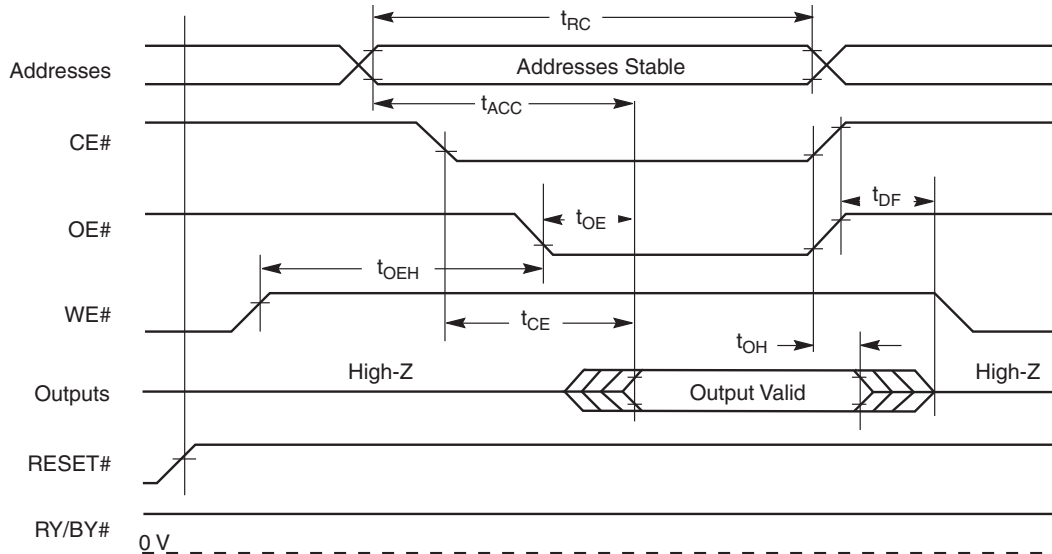 tRC
Addresses
Addresses Stable
tACC
CE#
tDF
OE#
tOE
tOEH
WE#
tCE
tOH
High-Z
High-Z
Outputs
Output Valid
RESET#
RY/BY#
0 V